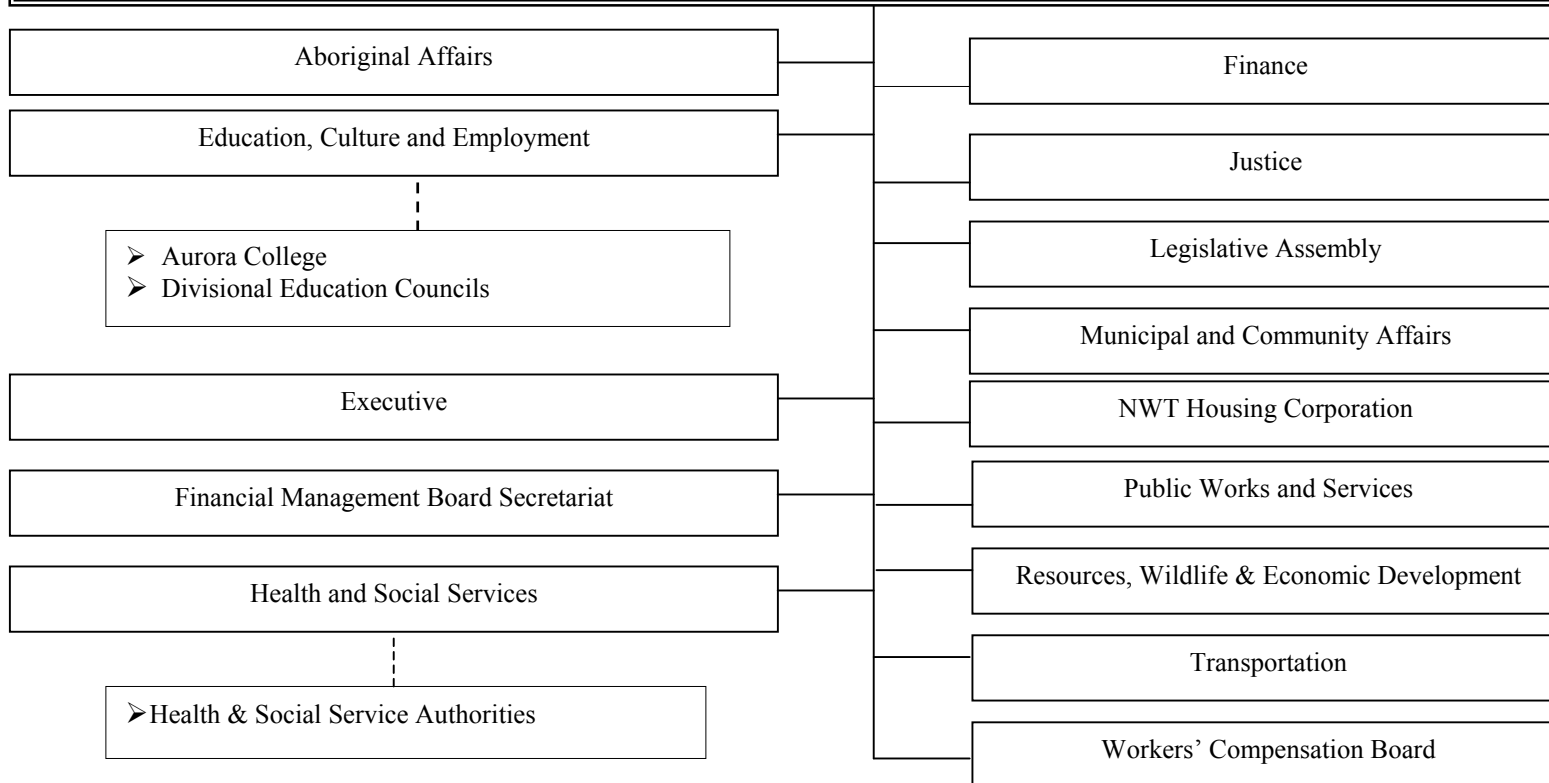 Aboriginal Affairs
Education, Culture and Employment
➢ Aurora College
➢ Divisional Education Councils
Executive
Financial Management Board Secretariat
Health and Social Services
➢Health & Social Service Authorities
Finance
Justice
Legislative Assembly
Municipal and Community Affairs
NWT Housing Corporation
Public Works and Services
Resources, Wildlife & Economic Development
Transportation
Workers’ Compensation Board